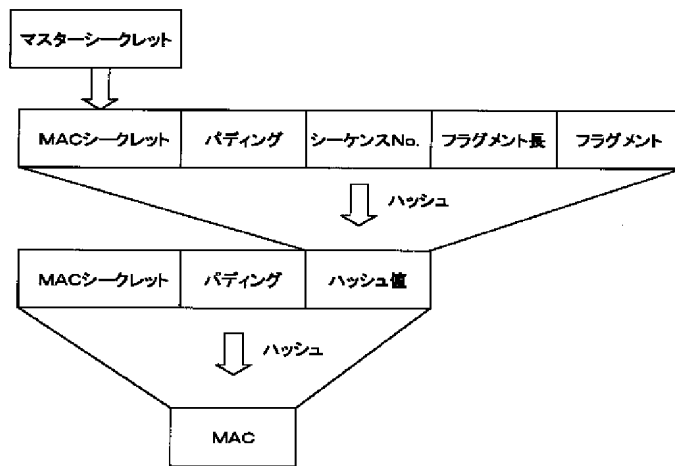 マスターシークレット
MACシークレット パディング シーケンスNo. フラグメント長 フラグメント
ハッシュ
MACシークレット パディング ハッシュ値
ハッシュ
MAC